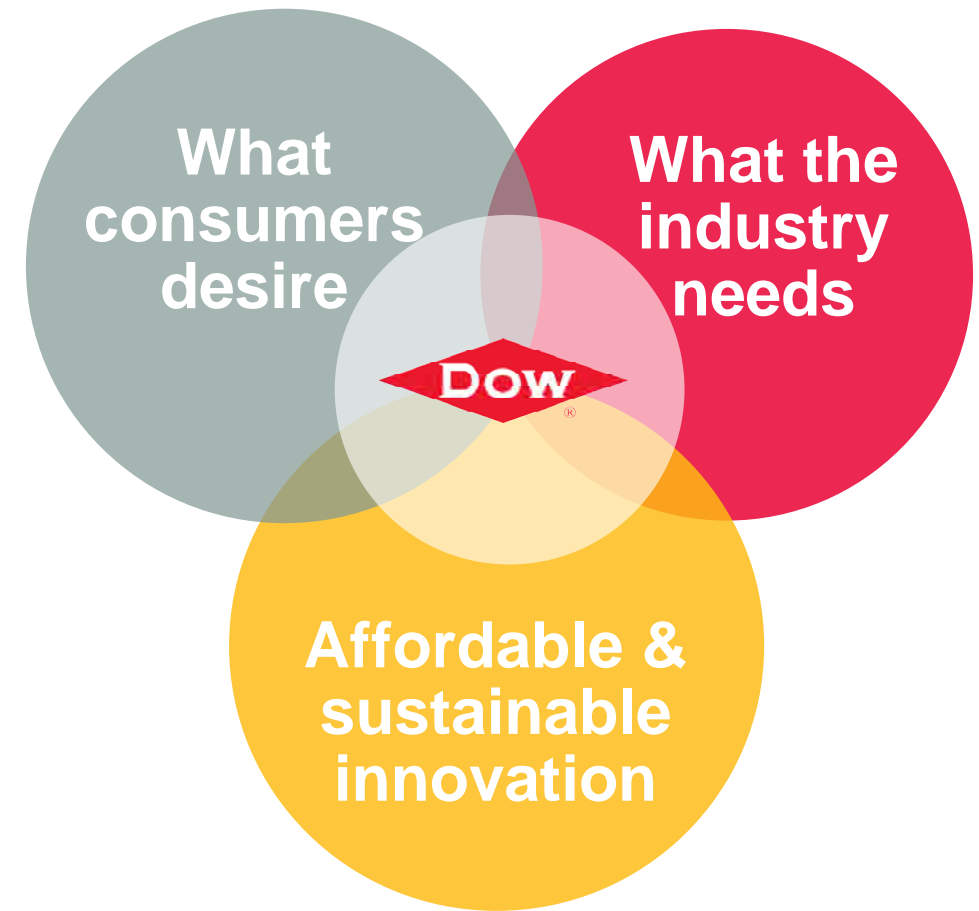 What
consumers
desire
What the
industry
needs
Dow
®
Affordable &
sustainable
innovation